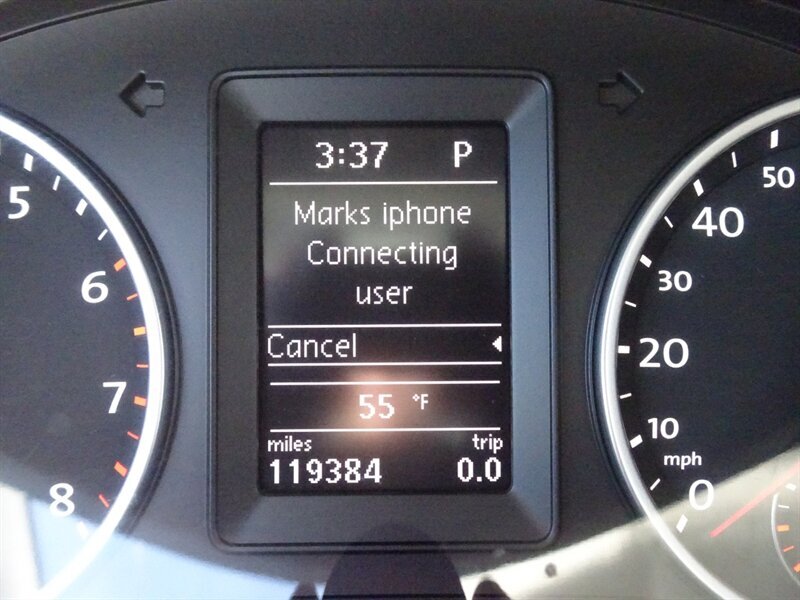 3:37 P
Marks iphone
Connecting
user
Cancel
55 °F
miles trip
119384 0.0
5
6
7
8
50
40
30
20
10
mph
0